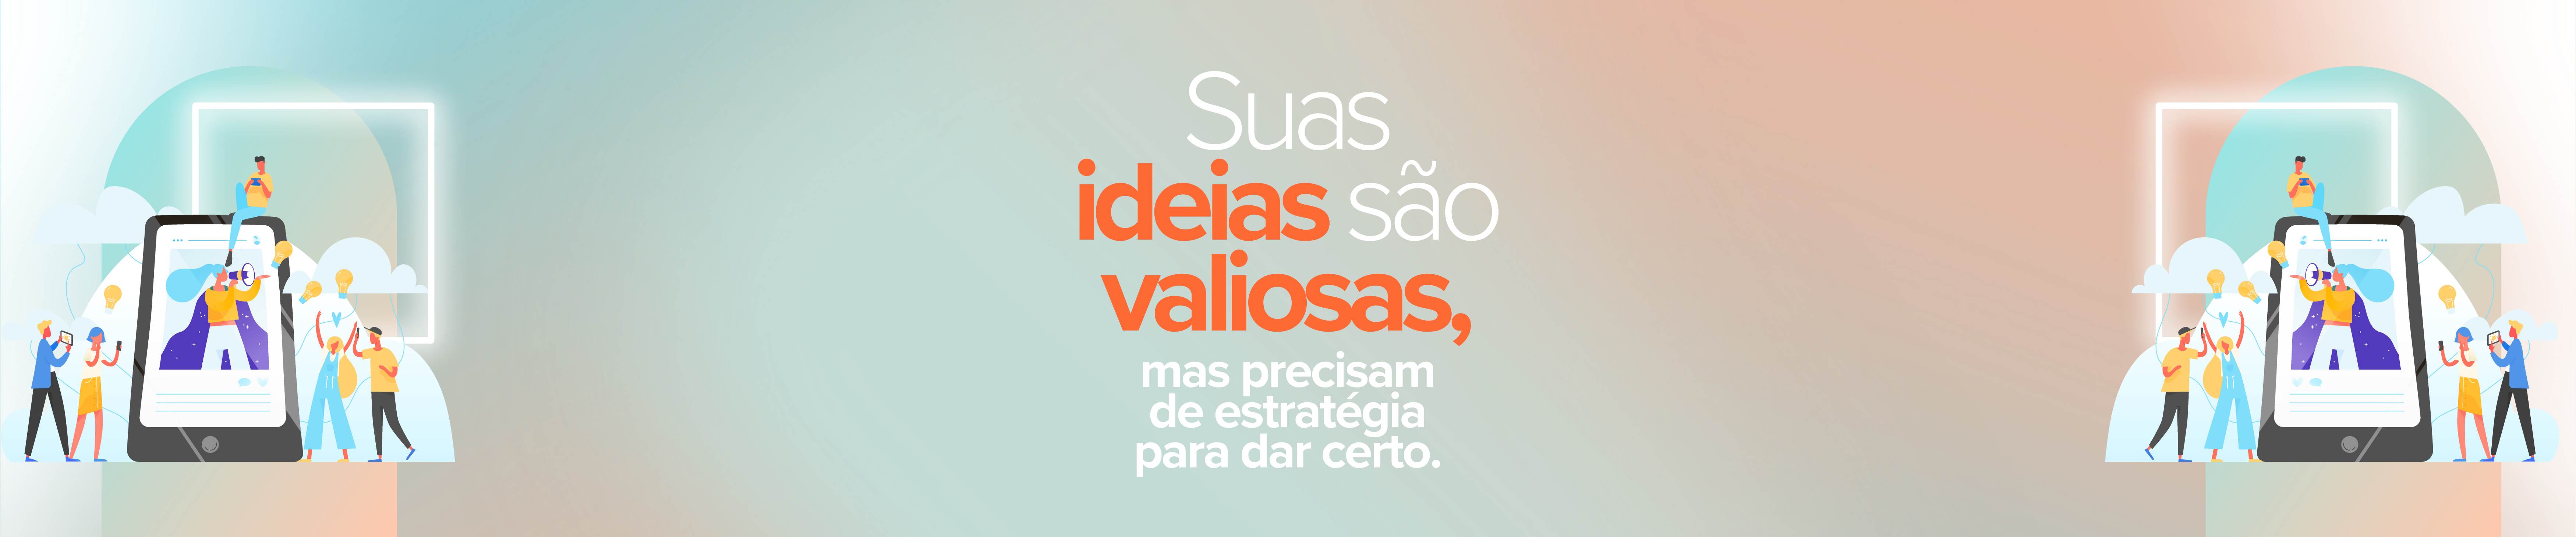 Suas
ideias são
valiosas,
mas precisam
de estratégia
para dar certo.